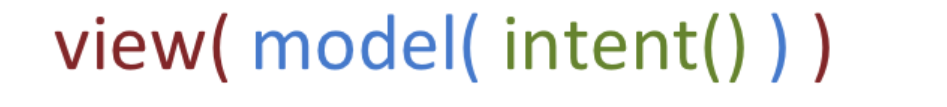 view( model( intent() ) )